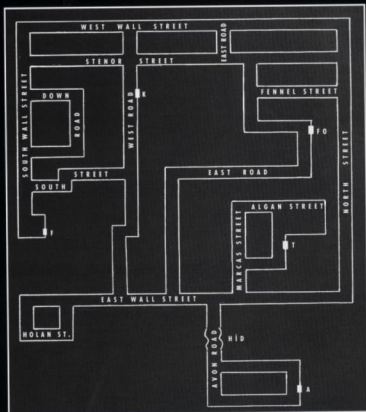 WEST WALL STREET
EAST ROAD
STENOR STREET
SOUTH WALL STREET
DOWN
ROAD
WEST ROAD
K
FENNEL STREET
FO
NORTH STREET
STREET
SOUTH
EAST ROAD
ALGAN STREET
MARCAS STREET
F
T
EAST WALL STREET
HOLAN ST.
AVON ROAD
HÍD
A